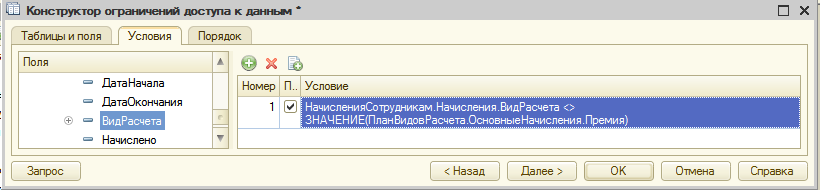 Конструктор ограничений доступа к данным *
Таблицы и поля Условия Порядок
Поля
ДатаНачала
ДатаОкончания
ВидРасчета
Начислено
Номер П.. Условие
1 НачисленияСотрудникам.Начисления.ВидРасчета <>
ЗНАЧЕНИЕ(ПланВидовРасчета.ОсновныеНачисления.Премия)
Запрос < Назад Далее > OK Отмена Справка